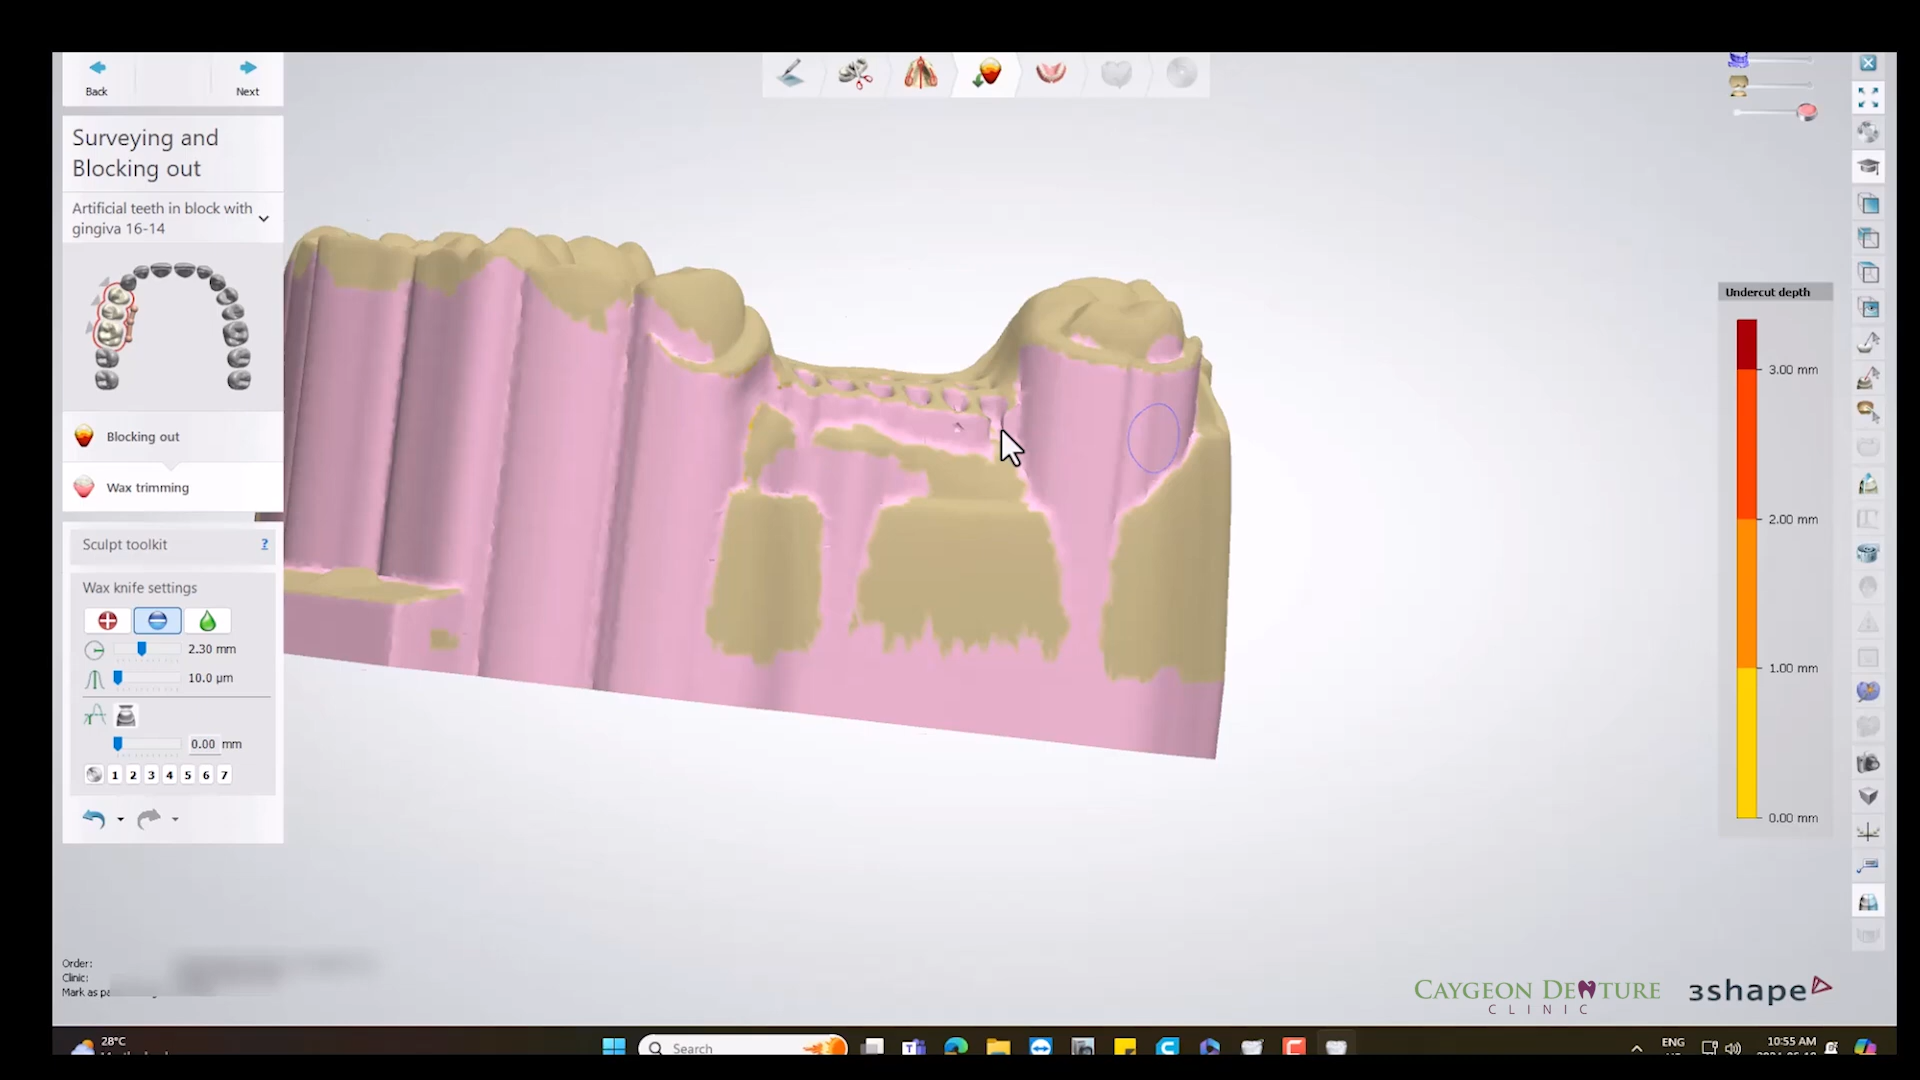 Back
Next
Surveying and
Blocking out
Artificial teeth in block with
gingiva 16-14
Blocking out
Wax trimming
Sculpt toolkit
?
Wax knife settings
2.30 mm
10.0 µm
0.00 mm
1 2 3 4 5 6 7
Undercut depth
3.00 mm
2.00 mm
1.00 mm
0.00 mm
Order:
Clinic:
Mark as
CAYGEON DENTURE
CLINIC
3shape
28°C
Search
ENG
10:55 AM